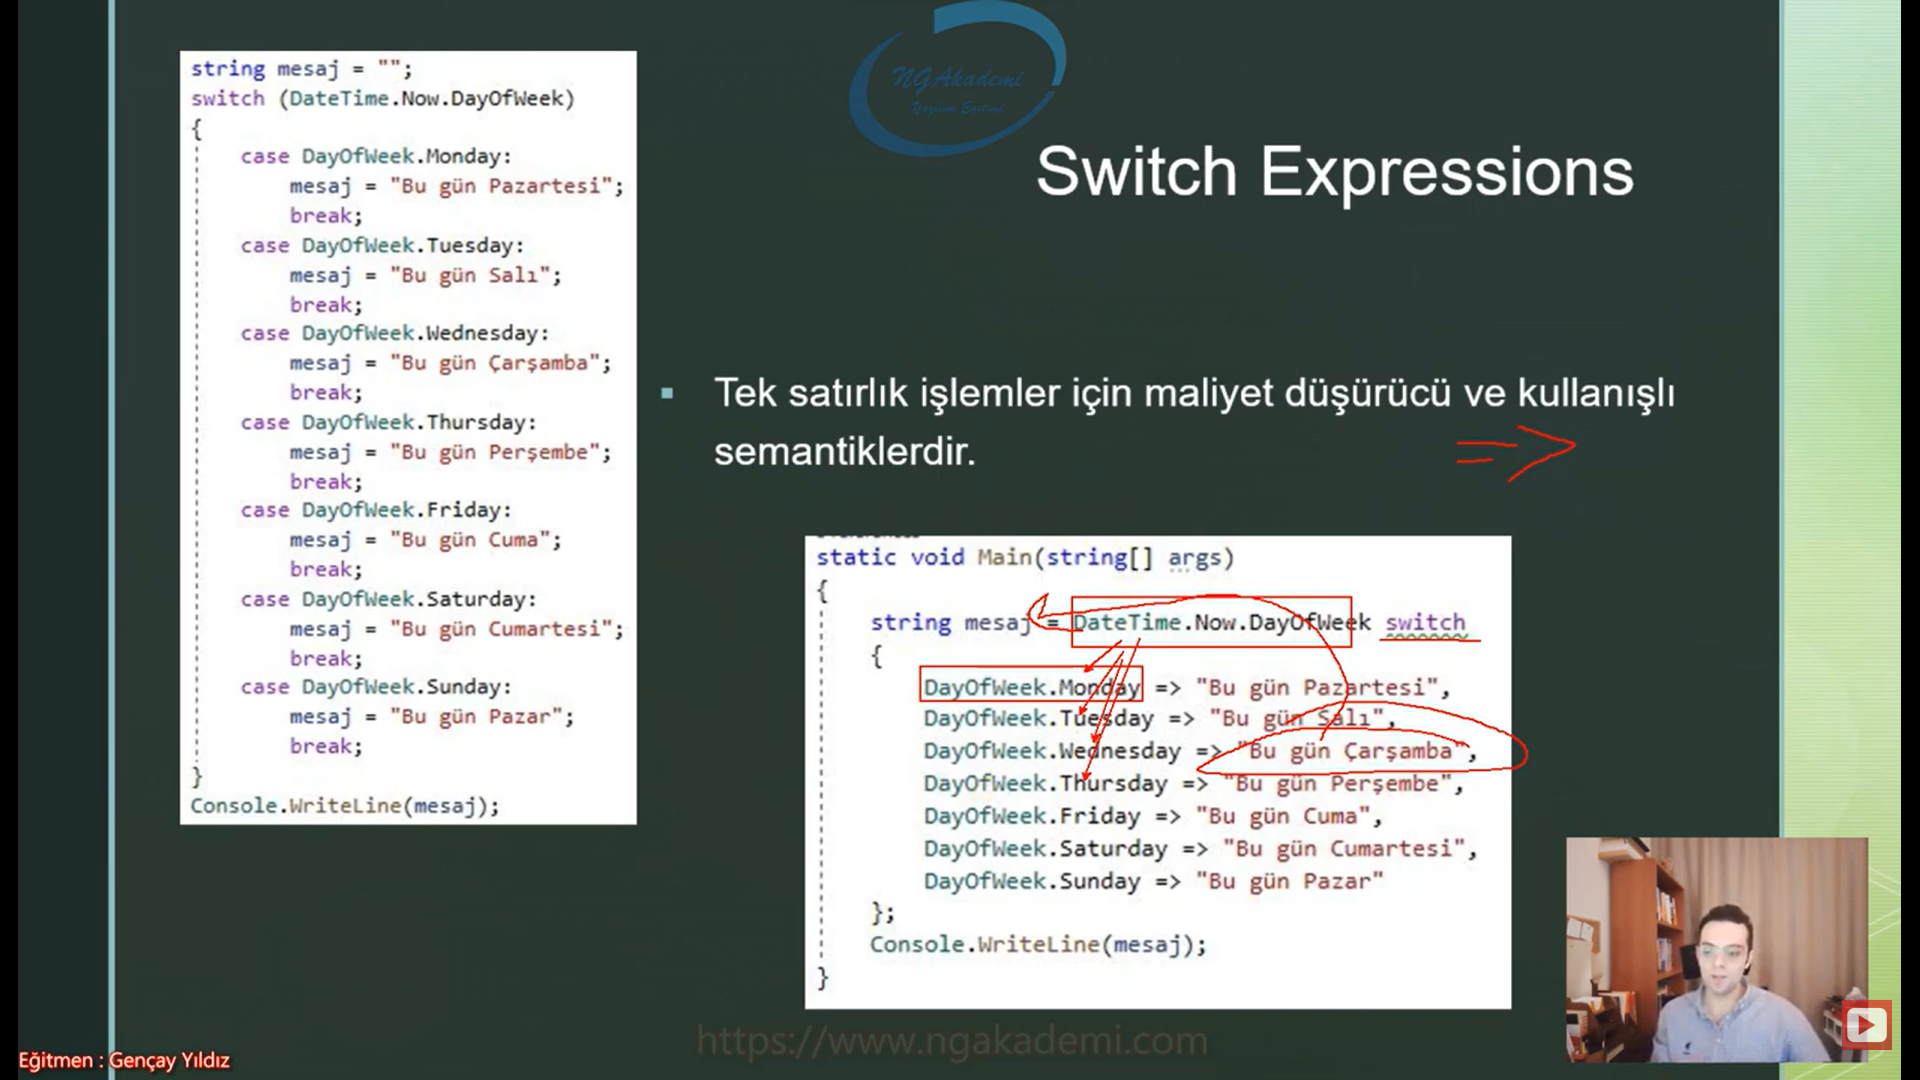 NGAkademi
Yazılım Eğitimi
Switch Expressions
string mesaj = "";
switch (DateTime.Now.DayOfWeek)
{
case DayOfWeek.Monday:
mesaj = "Bu gün Pazartesi";
break;
case DayOfWeek.Tuesday:
mesaj = "Bu gün Salı";
break;
case DayOfWeek.Wednesday:
mesaj = "Bu gün Çarşamba";
break;
case DayOfWeek.Thursday:
mesaj = "Bu gün Perşembe";
break;
case DayOfWeek.Friday:
mesaj = "Bu gün Cuma";
break;
case DayOfWeek.Saturday:
mesaj = "Bu gün Cumartesi";
break;
case DayOfWeek.Sunday:
mesaj = "Bu gün Pazar";
break;
}
Console.WriteLine(mesaj);
▪ Tek satırlık işlemler için maliyet düşürücü ve kullanışlı
semantiklerdir.
=>
static void Main(string[] args)
{
string mesaj = DateTime.Now.DayOfWeek switch
{
DayOfWeek.Monday => "Bu gün Pazartesi",
DayOfWeek.Tuesday => "Bu gün Salı",
DayOfWeek.Wednesday => "Bu gün Çarşamba",
DayOfWeek.Thursday => "Bu gün Perşembe",
DayOfWeek.Friday => "Bu gün Cuma",
DayOfWeek.Saturday => "Bu gün Cumartesi",
DayOfWeek.Sunday => "Bu gün Pazar"
};
Console.WriteLine(mesaj);
}
https://www.ngakademi.com
Eğitmen : Gençay Yıldız